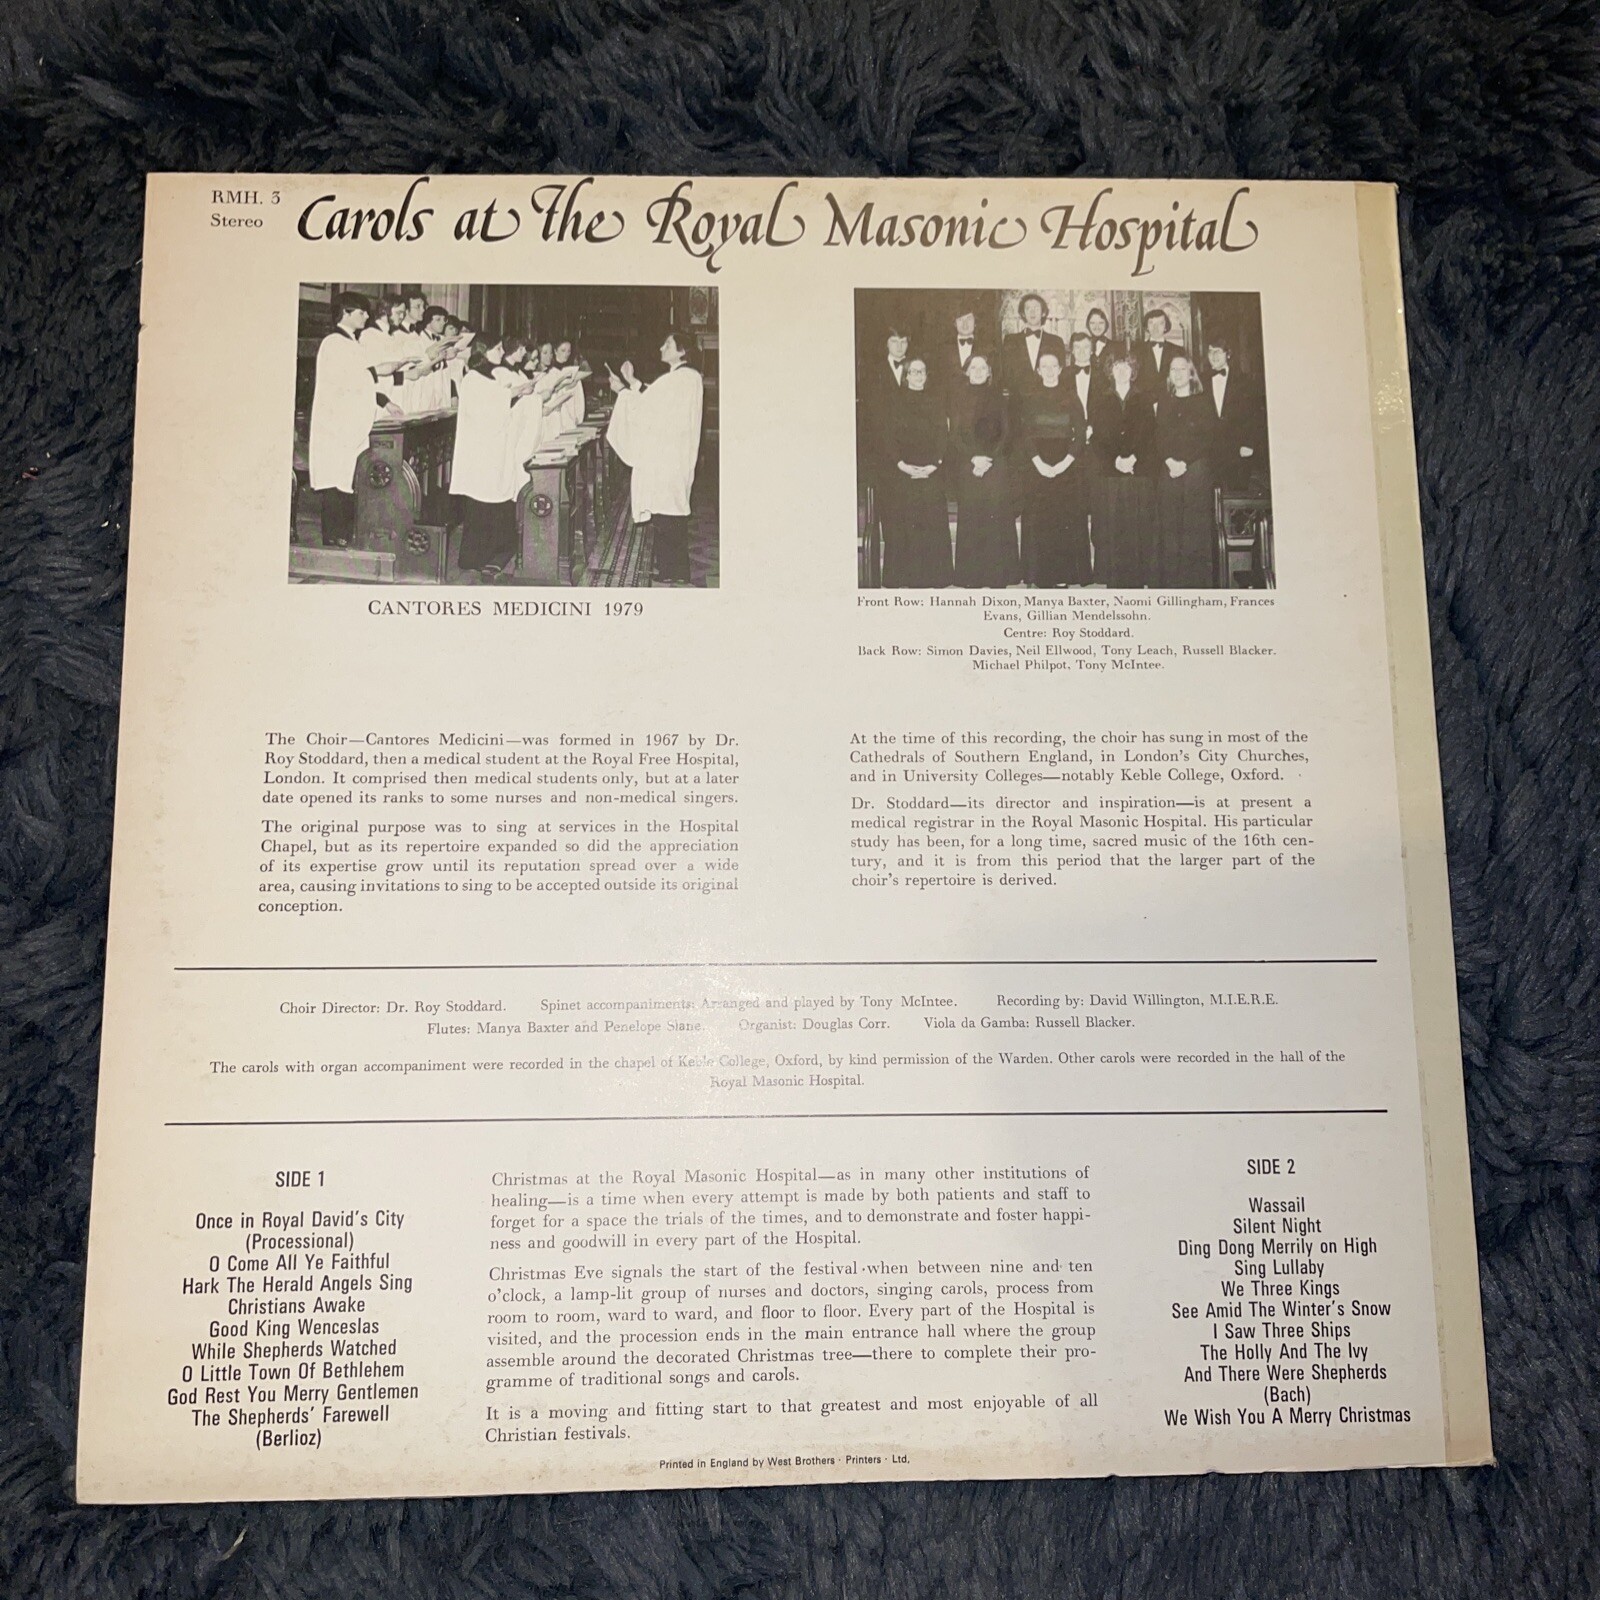 RMH. 3
Stereo
Carols at The Royal Masonic Hospital
CANTORES MEDICINI 1979
Front Row: Hannah Dixon, Manya Baxter, Naomi Gillingham, Frances
Evans, Gillian Mendelssohn.
Centre: Roy Stoddard.
Back Row: Simon Davies, Neil Ellwood, Tony Leach, Russell Blacker.
Michael Philpot, Tony McIntee.
The Choir—Cantores Medicini—was formed in 1967 by Dr.
Roy Stoddard, then a medical student at the Royal Free Hospital,
London. It comprised then medical students only, but at a later
date opened its ranks to some nurses and non-medical singers.
The original purpose was to sing at services in the Hospital
Chapel, but as its repertoire expanded so did the appreciation
of its expertise grow until its reputation spread over a wide
area, causing invitations to sing to be accepted outside its original
conception.
At the time of this recording, the choir has sung in most of the
Cathedrals of Southern England, in London's City Churches,
and in University Colleges—notably Keble College, Oxford.
Dr. Stoddard—its director and inspiration—is at present a
medical registrar in the Royal Masonic Hospital. His particular
study has been, for a long time, sacred music of the 16th cen-
tury, and it is from this period that the larger part of the
choir's repertoire is derived.
Choir Director: Dr. Roy Stoddard. Spinet accompaniments: Arranged and played by Tony McIntee. Recording by: David Willington, M.I.E.R.E.
Flutes: Manya Baxter and Penelope Slane. Organist: Douglas Corr. Viola da Gamba: Russell Blacker.
The carols with organ accompaniment were recorded in the chapel of Keble College, Oxford, by kind permission of the Warden. Other carols were recorded in the hall of the
Royal Masonic Hospital.
SIDE 1
Once in Royal David's City
(Processional)
O Come All Ye Faithful
Hark The Herald Angels Sing
Christians Awake
Good King Wenceslas
While Shepherds Watched
O Little Town Of Bethlehem
God Rest You Merry Gentlemen
The Shepherds' Farewell
(Berlioz)
Christmas at the Royal Masonic Hospital—as in many other institutions of
healing—is a time when every attempt is made by both patients and staff to
forget for a space the trials of the times, and to demonstrate and foster happi-
ness and goodwill in every part of the Hospital.
Christmas Eve signals the start of the festival when between nine and ten
o'clock, a lamp-lit group of nurses and doctors, singing carols, process from
room to room, ward to ward, and floor to floor. Every part of the Hospital is
visited, and the procession ends in the main entrance hall where the group
assemble around the decorated Christmas tree—there to complete their pro-
gramme of traditional songs and carols.
It is a moving and fitting start to that greatest and most enjoyable of all
Christian festivals.
SIDE 2
Wassail
Silent Night
Ding Dong Merrily on High
Sing Lullaby
We Three Kings
See Amid The Winter's Snow
I Saw Three Ships
The Holly And The Ivy
And There Were Shepherds
(Bach)
We Wish You A Merry Christmas
Printed in England by West Brothers · Printers · Ltd.